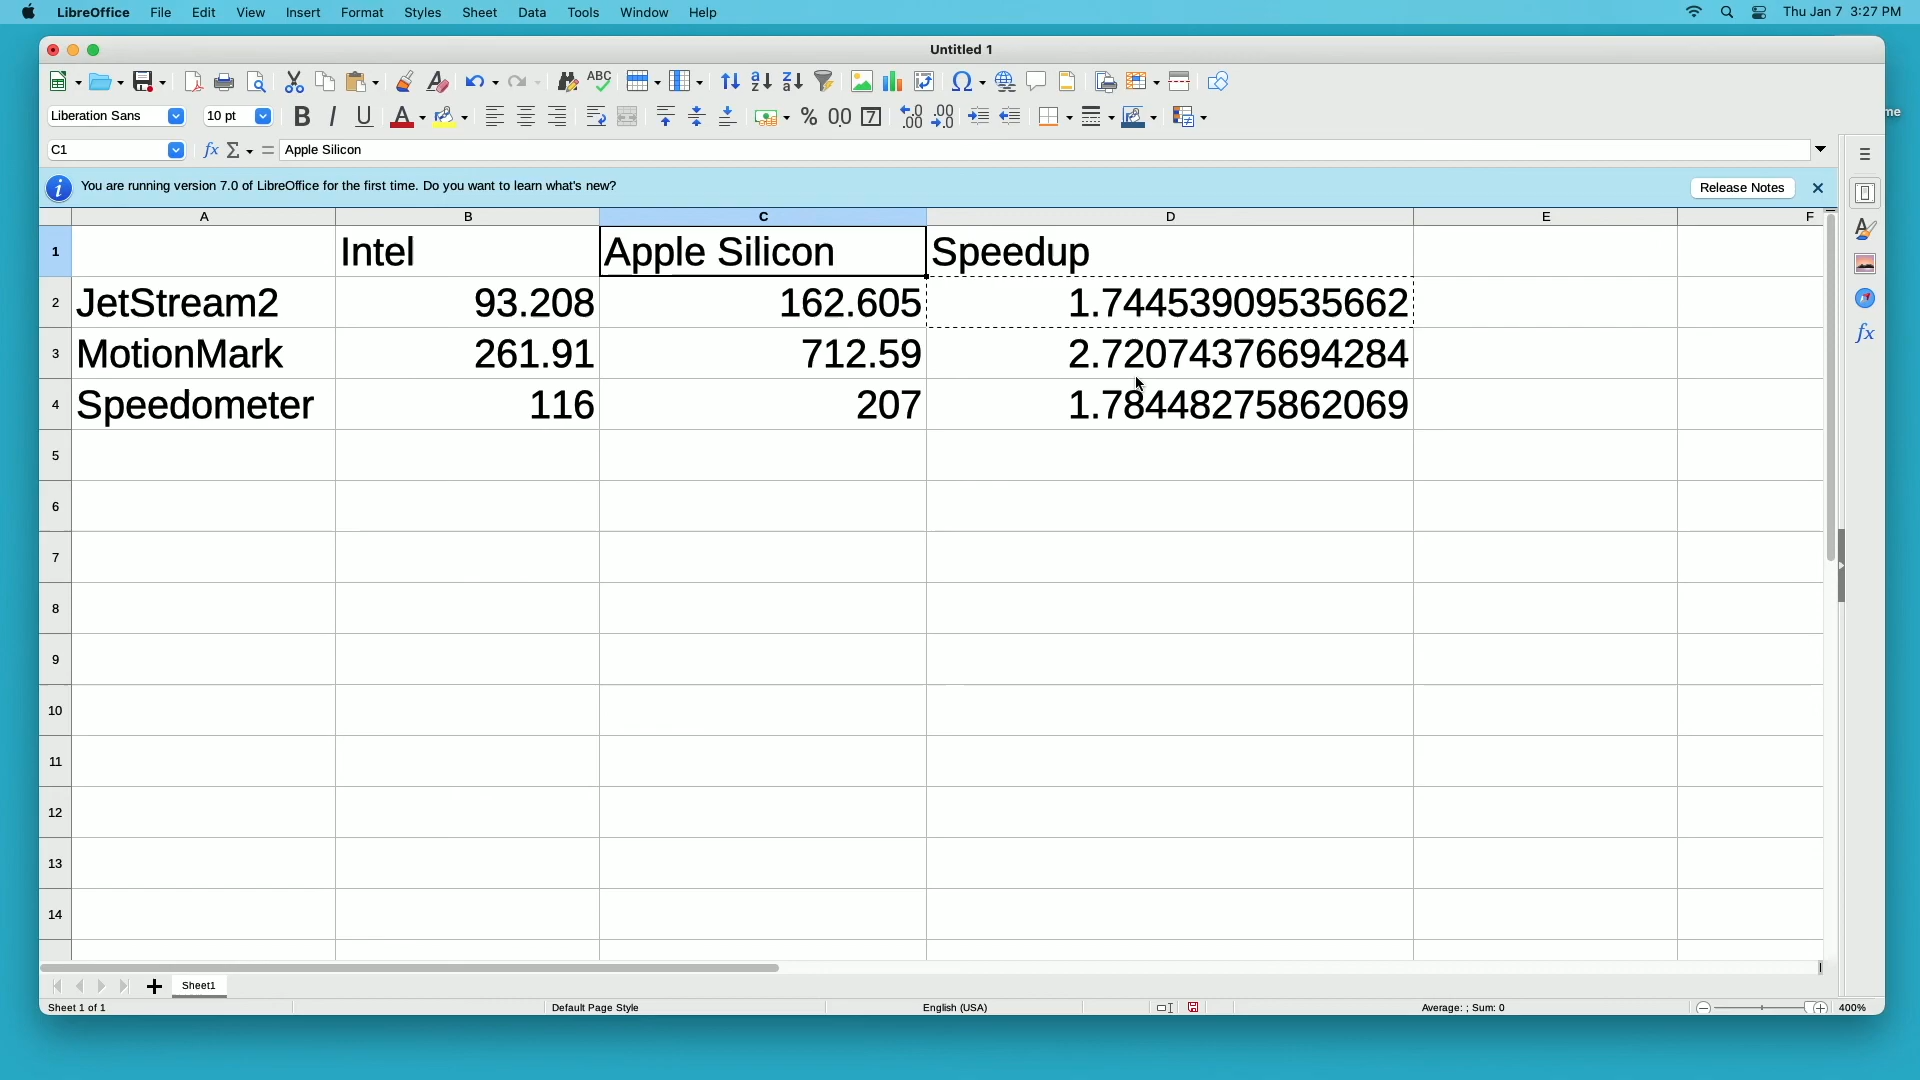 LibreOffice File Edit View Insert Format Styles Sheet Data Tools Window Help Thu Jan 7 3:27 PM
Untitled 1
Liberation Sans 10 pt
C1 Apple Silicon
You are running version 7.0 of LibreOffice for the first time. Do you want to learn what's new? Release Notes
A B C D E F
1 Intel Apple Silicon Speedup
2 JetStream2 93.208 162.605 1.74453909535662
3 MotionMark 261.91 712.59 2.72074376694284
4 Speedometer 116 207 1.78448275862069
5
6
7
8
9
10
11
12
13
14
Sheet1
Sheet 1 of 1 Default Page Style English (USA) Average: ; Sum: 0 400%
me